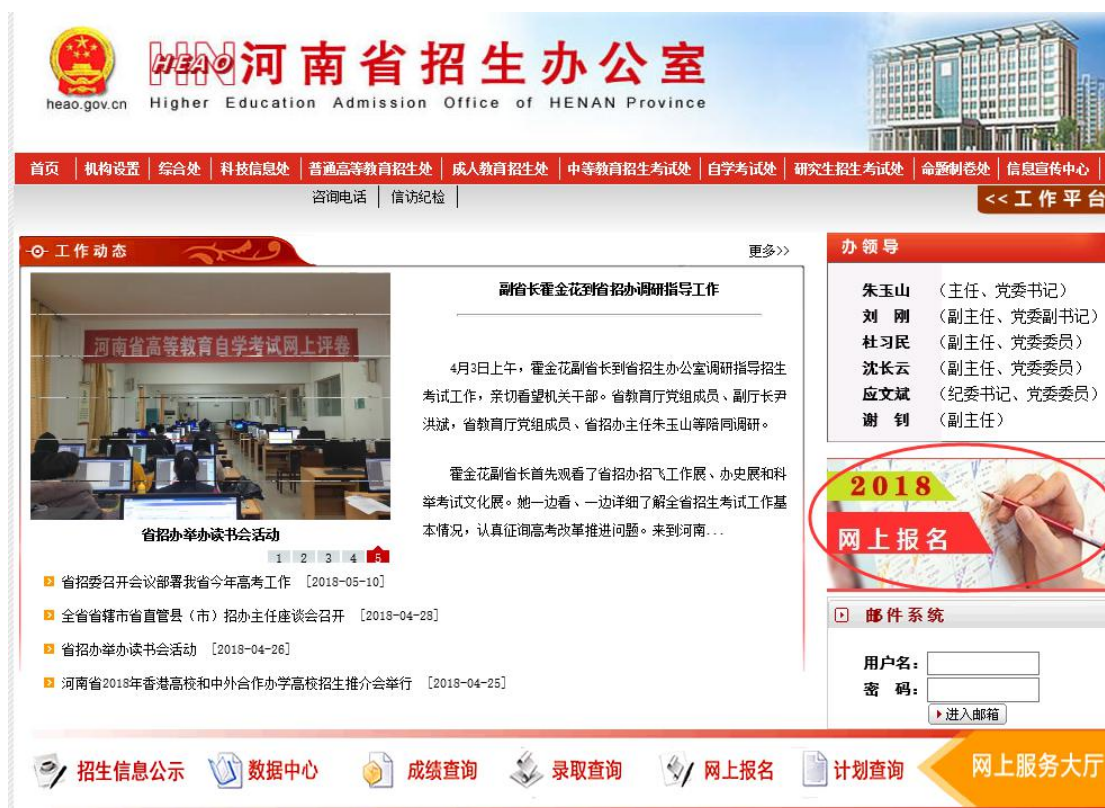 HEAO
HN
河南省招生办公室
heao.gov.cn
Higher Education Admission Office of HENAN Province
首页 机构设置 综合处 科技信息处 普通高等教育招生处 成人教育招生处 中等教育招生考试处 自学考试处 研究生招生考试处 命题制卷处 信息宣传中心
咨询电话 信访纪检
<<工作平台
工作动态
更多>>
河南省高等教育自学考试网上评卷
省招办举办读书会活动
1 2 3 4 5
副省长霍金花到省招办调研指导工作
4月3日上午，霍金花副省长到省招生办公室调研指导招生
考试工作，亲切看望机关干部。省教育厅党组成员、副厅长尹
洪斌，省教育厅党组成员、省招办主任朱玉山等陪同调研。
霍金花副省长首先观看了省招办招飞工作展、办史展和科
举考试文化展。她一边看、一边详细了解全省招生考试工作基
本情况，认真征询高考改革推进问题。来到河南...
省招委召开会议部署我省今年高考工作 [2018-05-10]
全省省辖市省直管县（市）招办主任座谈会召开 [2018-04-28]
省招办举办读书会活动 [2018-04-26]
河南省2018年香港高校和中外合作办学高校招生推介会举行 [2018-04-25]
办领导
朱玉山 （主任、党委书记）
刘 刚 （副主任、党委副书记）
杜习民 （副主任、党委委员）
沈长云 （副主任、党委委员）
应文斌 （纪委书记、党委委员）
谢 钊 （副主任）
2018
网上报名
邮件系统
用户名：
密 码：
进入邮箱
招生信息公示 数据中心 成绩查询 录取查询 网上报名 计划查询 网上服务大厅